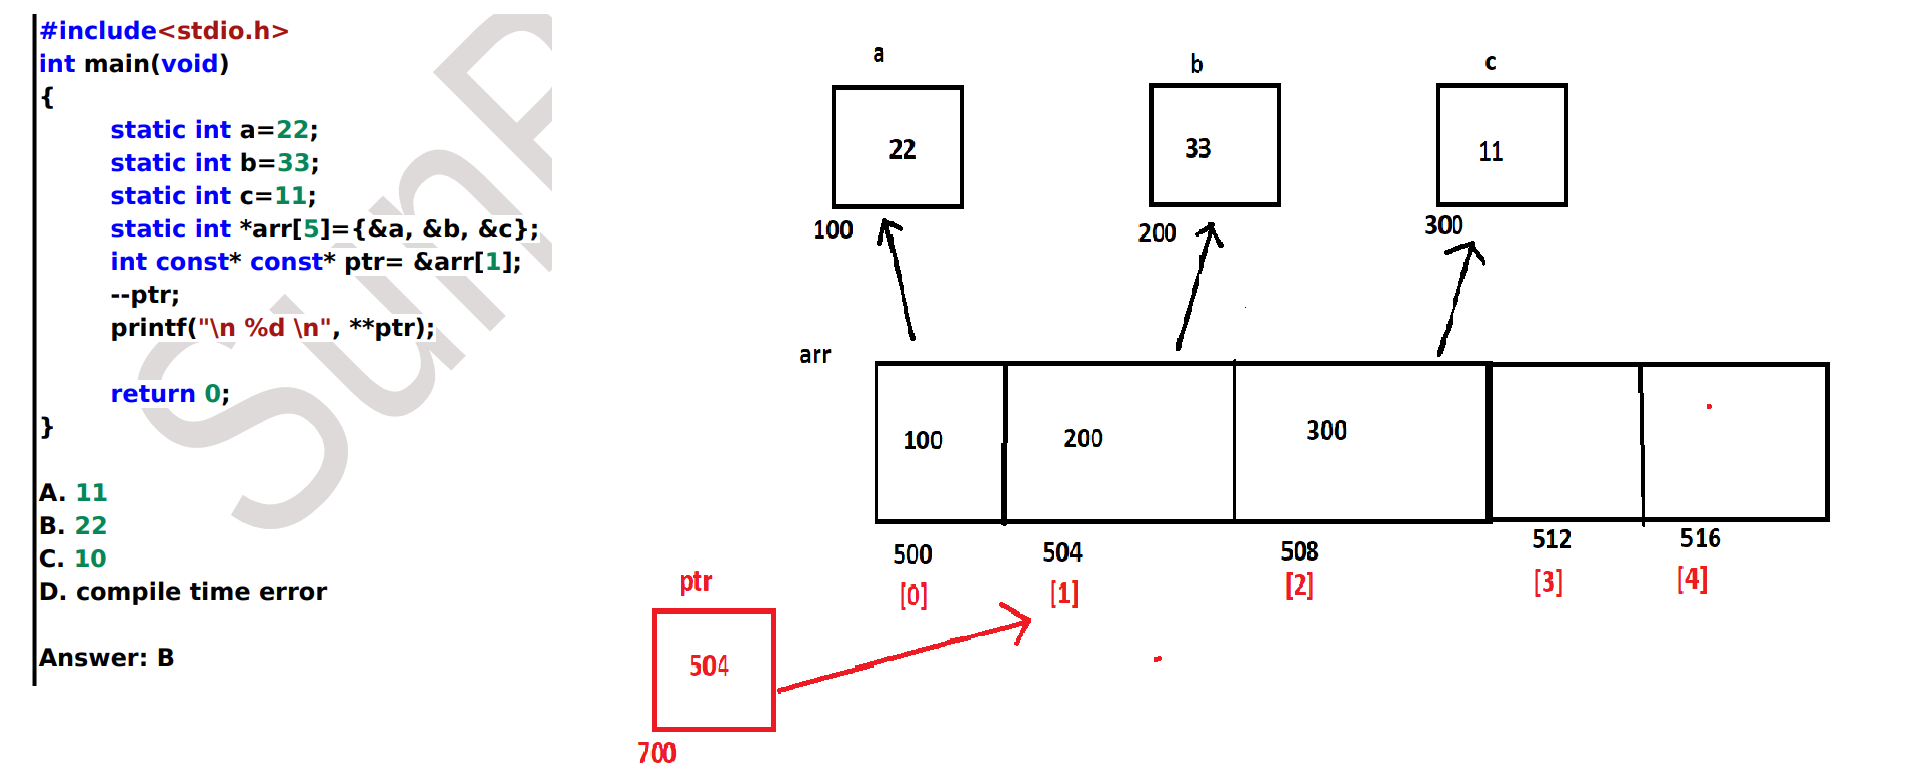 #include<stdio.h>
int main(void)
{
static int a=22;
static int b=33;
static int c=11;
static int *arr[5]={&a, &b, &c};
int const* const* ptr= &arr[1];
--ptr;
printf("\n %d \n", **ptr);
return 0;
}
A. 11
B. 22
C. 10
D. compile time error
Answer: B
a
b
c
22
33
11
100
200
300
arr
100
200
300
500
504
508
512
516
[0]
[1]
[2]
[3]
[4]
ptr
504
700